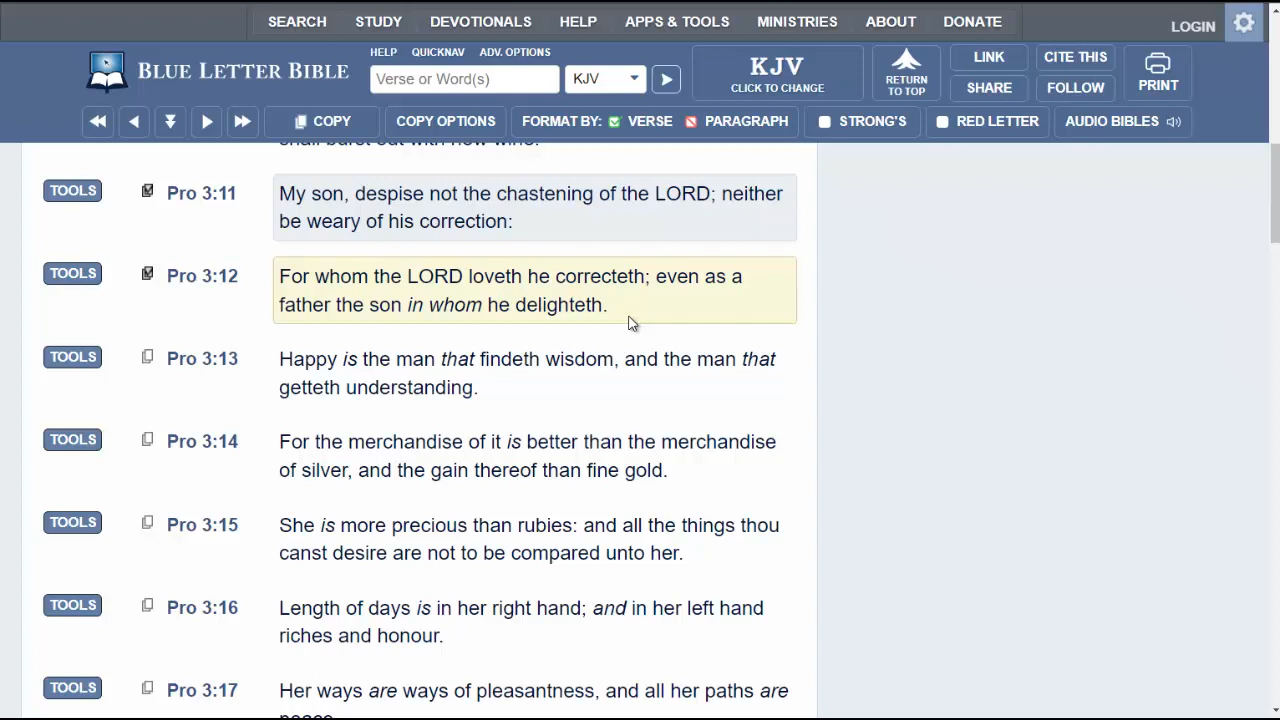 SEARCH STUDY DEVOTIONALS HELP APPS & TOOLS MINISTRIES ABOUT DONATE LOGIN
HELP QUICKNAV ADV. OPTIONS
BLUE LETTER BIBLE Verse or Word(s) KJV
KJV
CLICK TO CHANGE
RETURN
TO TOP
LINK CITE THIS
SHARE FOLLOW
PRINT
COPY COPY OPTIONS FORMAT BY: VERSE PARAGRAPH STRONG'S RED LETTER AUDIO BIBLES
shall burst out with new wine.
TOOLS Pro 3:11 My son, despise not the chastening of the LORD; neither
be weary of his correction:
TOOLS Pro 3:12 For whom the LORD loveth he correcteth; even as a
father the son in whom he delighteth.
TOOLS Pro 3:13 Happy is the man that findeth wisdom, and the man that
getteth understanding.
TOOLS Pro 3:14 For the merchandise of it is better than the merchandise
of silver, and the gain thereof than fine gold.
TOOLS Pro 3:15 She is more precious than rubies: and all the things thou
canst desire are not to be compared unto her.
TOOLS Pro 3:16 Length of days is in her right hand; and in her left hand
riches and honour.
TOOLS Pro 3:17 Her ways are ways of pleasantness, and all her paths are
peace.